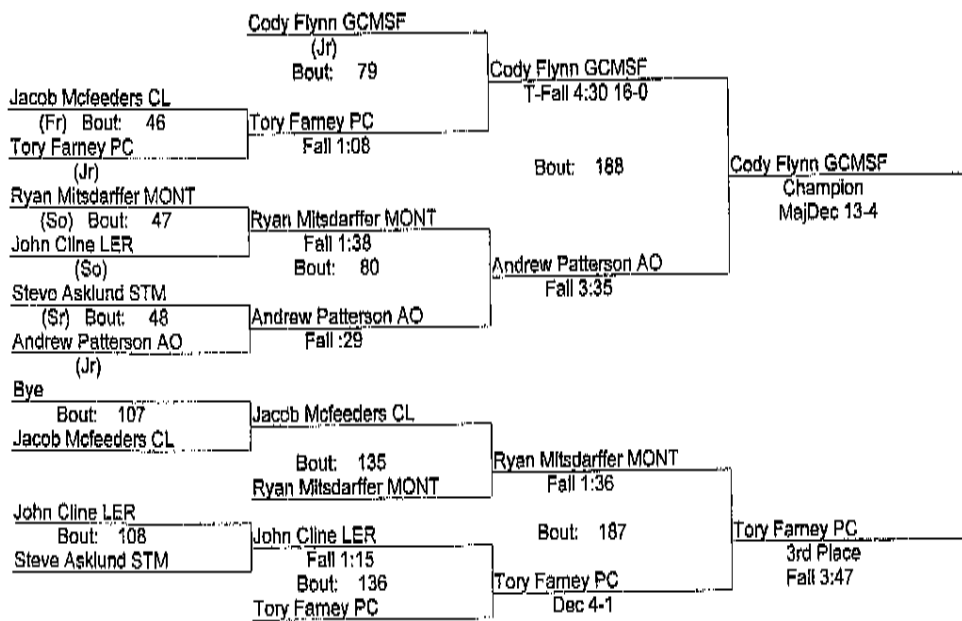 Cody Flynn GCMSF
(Jr)
Bout: 79
Cody Flynn GCMSF
T-Fall 4:30 16-0
Jacob Mcfeeders CL
(Fr) Bout: 46
Tory Farney PC
Fall 1:08
Tory Farney PC
(Jr)
Bout: 188
Cody Flynn GCMSF
Champion
MajDec 13-4
Ryan Mitsdarffer MONT
(So) Bout: 47
Ryan Mitsdarffer MONT
Fall 1:38
John Cline LER
(So)
Bout: 80
Andrew Patterson AO
Fall 3:35
Steve Asklund STM
(Sr) Bout: 48
Andrew Patterson AO
Fall :29
Andrew Patterson AO
(Jr)
Bye
Bout: 107
Jacob Mcfeeders CL
Jacob Mcfeeders CL
Bout: 135
Ryan Mitsdarffer MONT
Fall 1:36
Ryan Mitsdarffer MONT
John Cline LER
Bout: 108
John Cline LER
Fall 1:15
Bout: 187
Tory Farney PC
3rd Place
Fall 3:47
Steve Asklund STM
Bout: 136
Tory Farney PC
Dec 4-1
Tory Farney PC